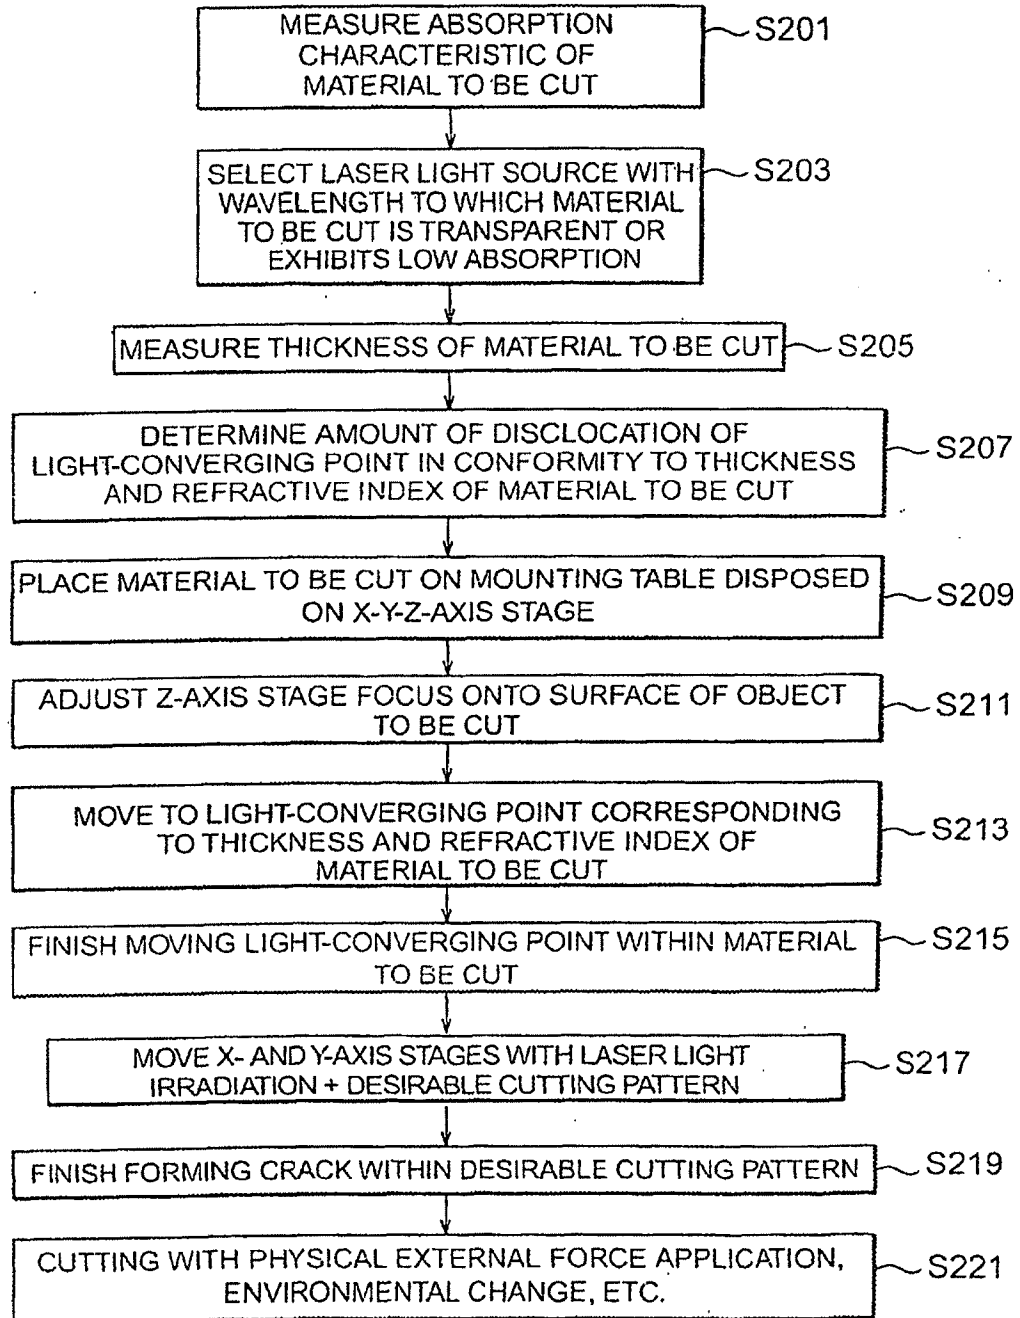 MEASURE ABSORPTION
CHARACTERISTIC OF
MATERIAL TO BE CUT
S201
SELECT LASER LIGHT SOURCE WITH
WAVELENGTH TO WHICH MATERIAL
TO BE CUT IS TRANSPARENT OR
EXHIBITS LOW ABSORPTION
S203
MEASURE THICKNESS OF MATERIAL TO BE CUT
S205
DETERMINE AMOUNT OF DISCLOCATION OF
LIGHT-CONVERGING POINT IN CONFORMITY TO THICKNESS
AND REFRACTIVE INDEX OF MATERIAL TO BE CUT
S207
PLACE MATERIAL TO BE CUT ON MOUNTING TABLE DISPOSED
ON X-Y-Z-AXIS STAGE
S209
ADJUST Z-AXIS STAGE FOCUS ONTO SURFACE OF OBJECT
TO BE CUT
S211
MOVE TO LIGHT-CONVERGING POINT CORRESPONDING
TO THICKNESS AND REFRACTIVE INDEX OF
MATERIAL TO BE CUT
S213
FINISH MOVING LIGHT-CONVERGING POINT WITHIN MATERIAL
TO BE CUT
S215
MOVE X- AND Y-AXIS STAGES WITH LASER LIGHT
IRRADIATION + DESIRABLE CUTTING PATTERN
S217
FINISH FORMING CRACK WITHIN DESIRABLE CUTTING PATTERN
S219
CUTTING WITH PHYSICAL EXTERNAL FORCE APPLICATION,
ENVIRONMENTAL CHANGE, ETC.
S221